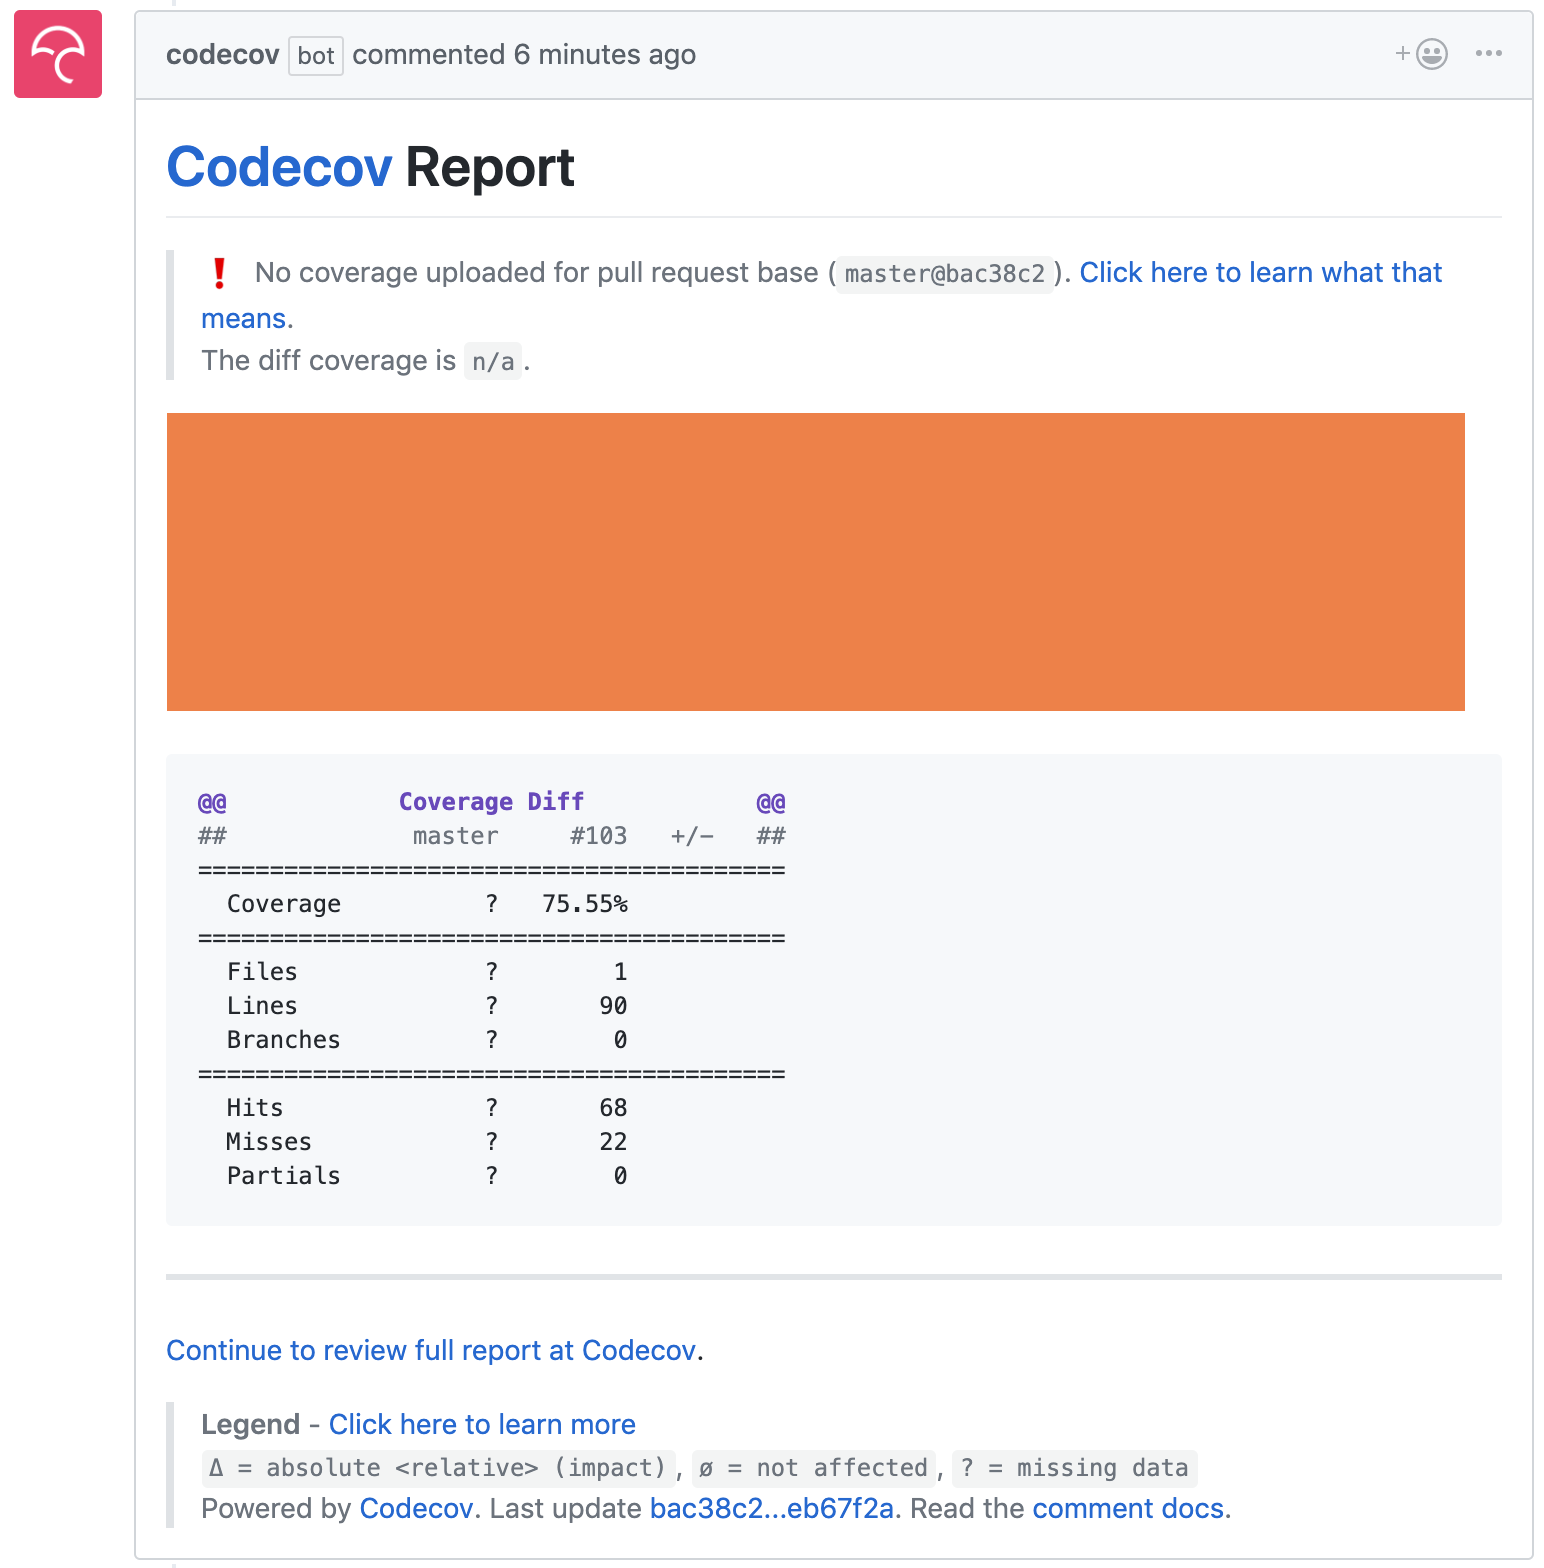 codecov bot commented 6 minutes ago
Codecov Report
❗ No coverage uploaded for pull request base (master@bac38c2). Click here to learn what that
means.
The diff coverage is n/a.
@@ Coverage Diff @@
## master #103 +/- ##
=========================================
Coverage ? 75.55%
=========================================
Files ? 1
Lines ? 90
Branches ? 0
=========================================
Hits ? 68
Misses ? 22
Partials ? 0
Continue to review full report at Codecov.
Legend - Click here to learn more
Δ = absolute <relative> (impact), ø = not affected, ? = missing data
Powered by Codecov. Last update bac38c2...eb67f2a. Read the comment docs.